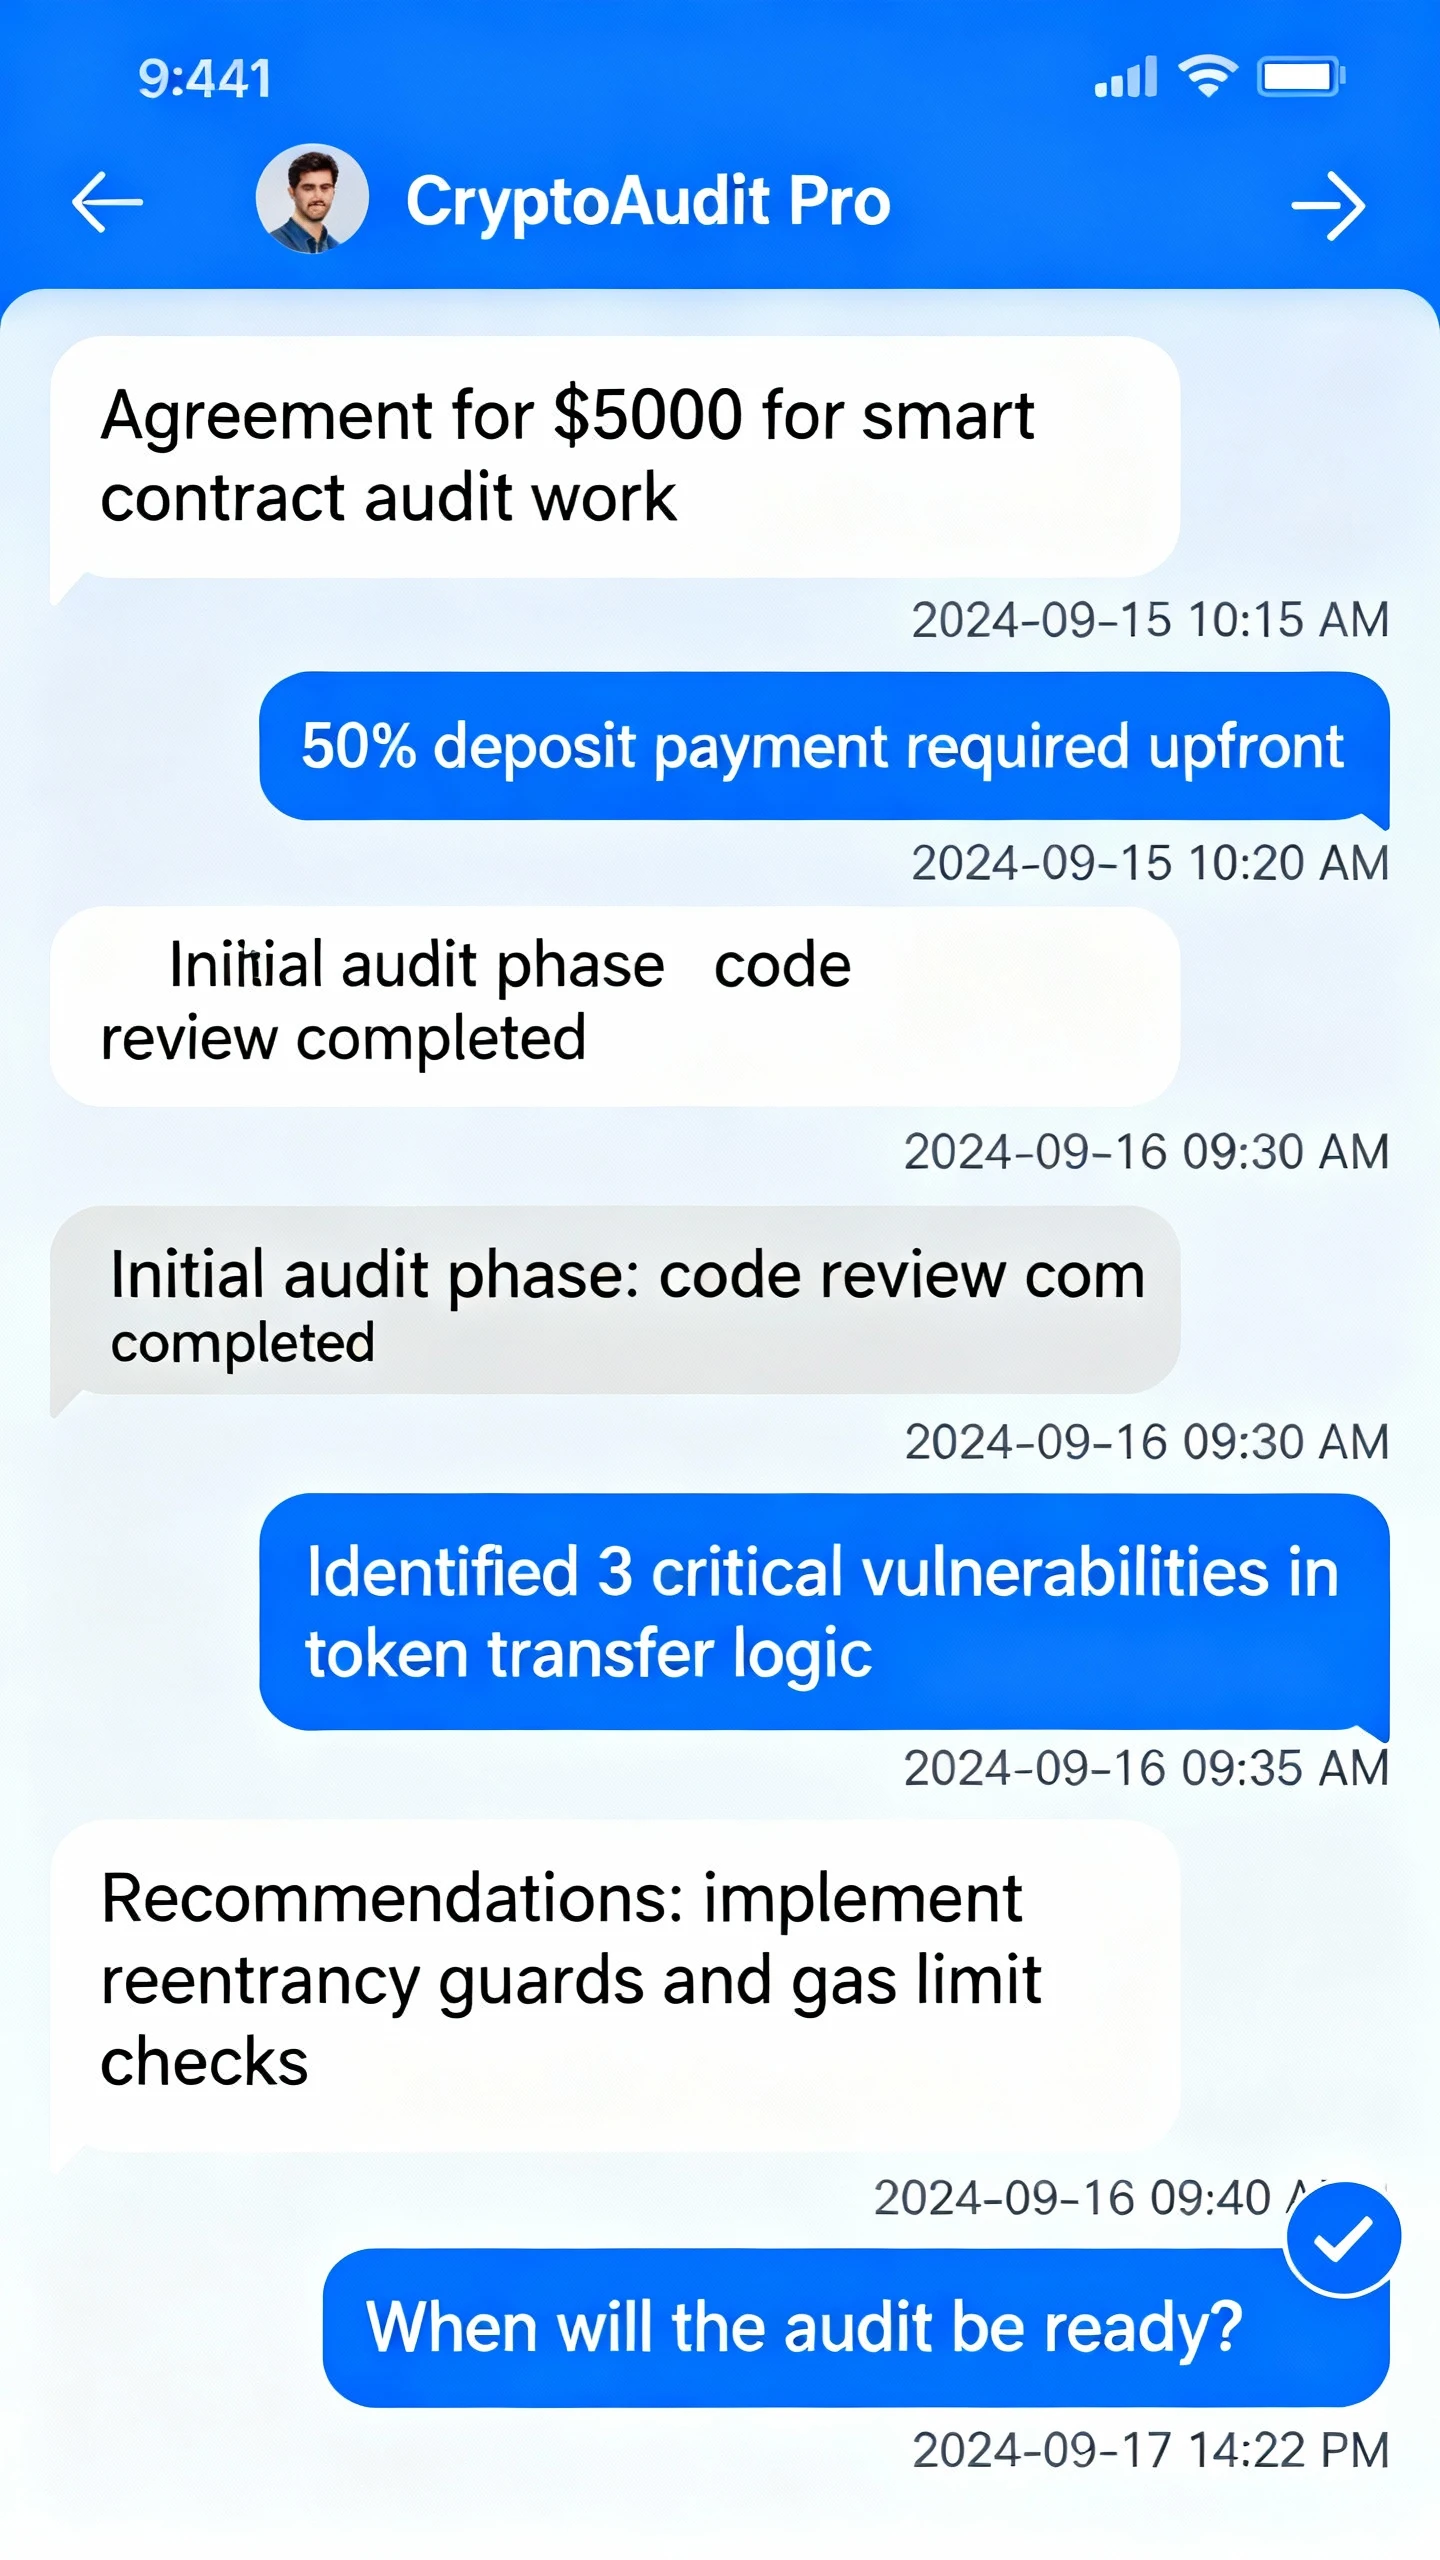 9:441
CryptoAudit Pro
Agreement for $5000 for smart
contract audit work
2024-09-15 10:15 AM
50% deposit payment required upfront
2024-09-15 10:20 AM
audit phase code
review completed
2024-09-16 09:30 AM
Initial audit phase: code review com
completed
2024-09-16 09:30 AM
Identified 3 critical vulnerabilities in
token transfer logic
2024-09-16 09:35 AM
Recommendations: implement
reentrancy guards and gas limit
checks
2024-09-16 09:40
When will the audit be ready?
2024-09-17 14:22 PM